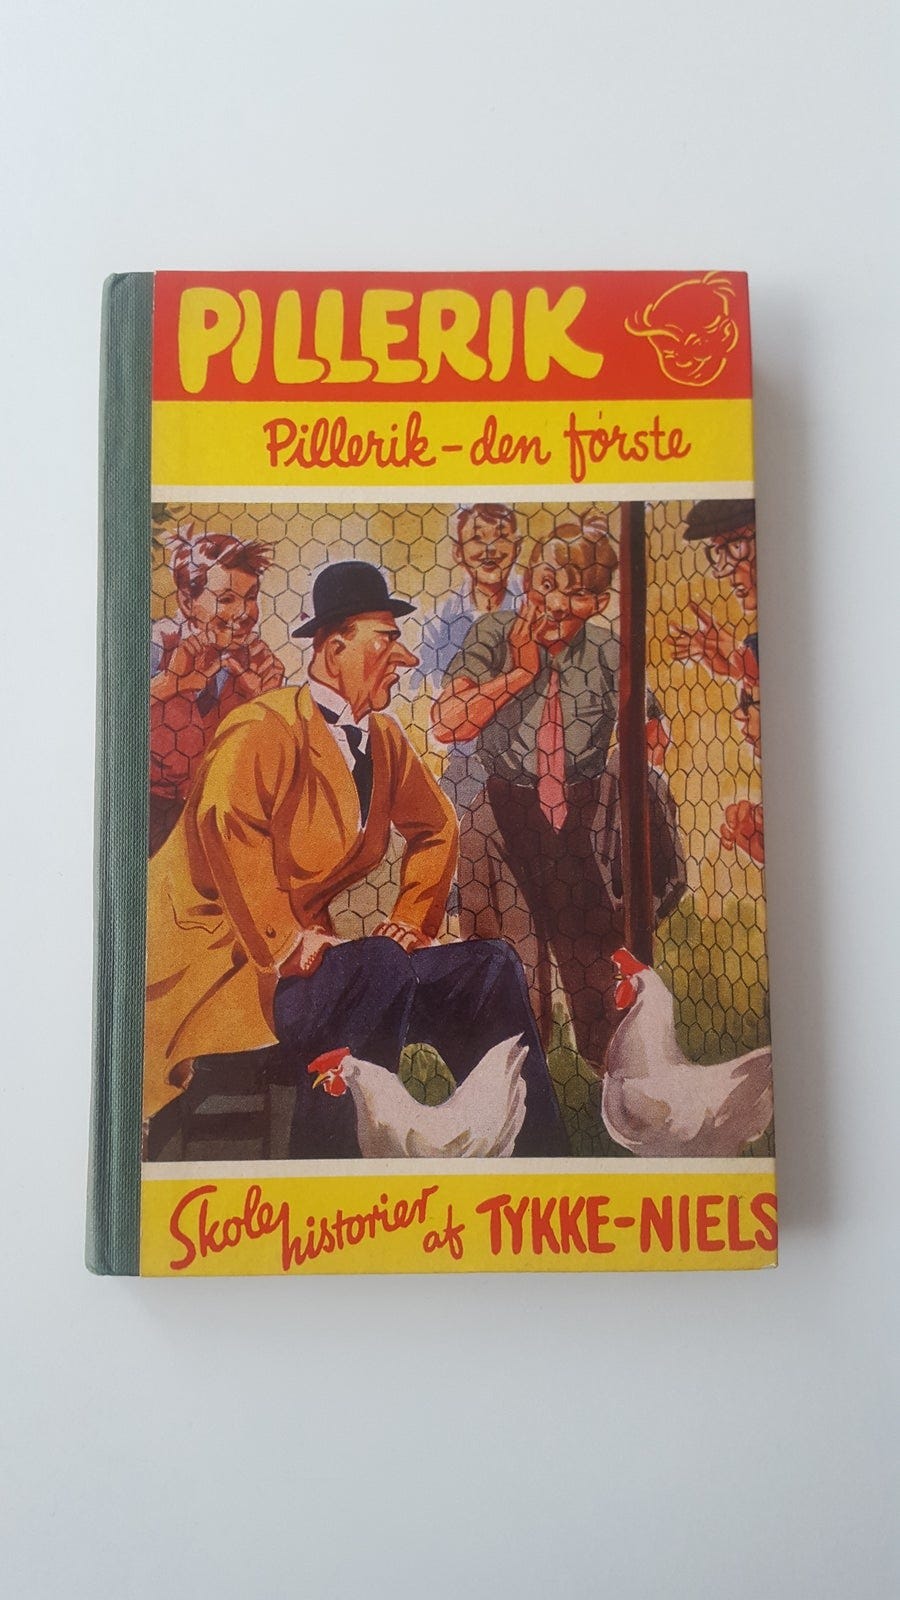 PILLERIK
Pillerik - den første
Skolehistorier af TYKKE-NIELS